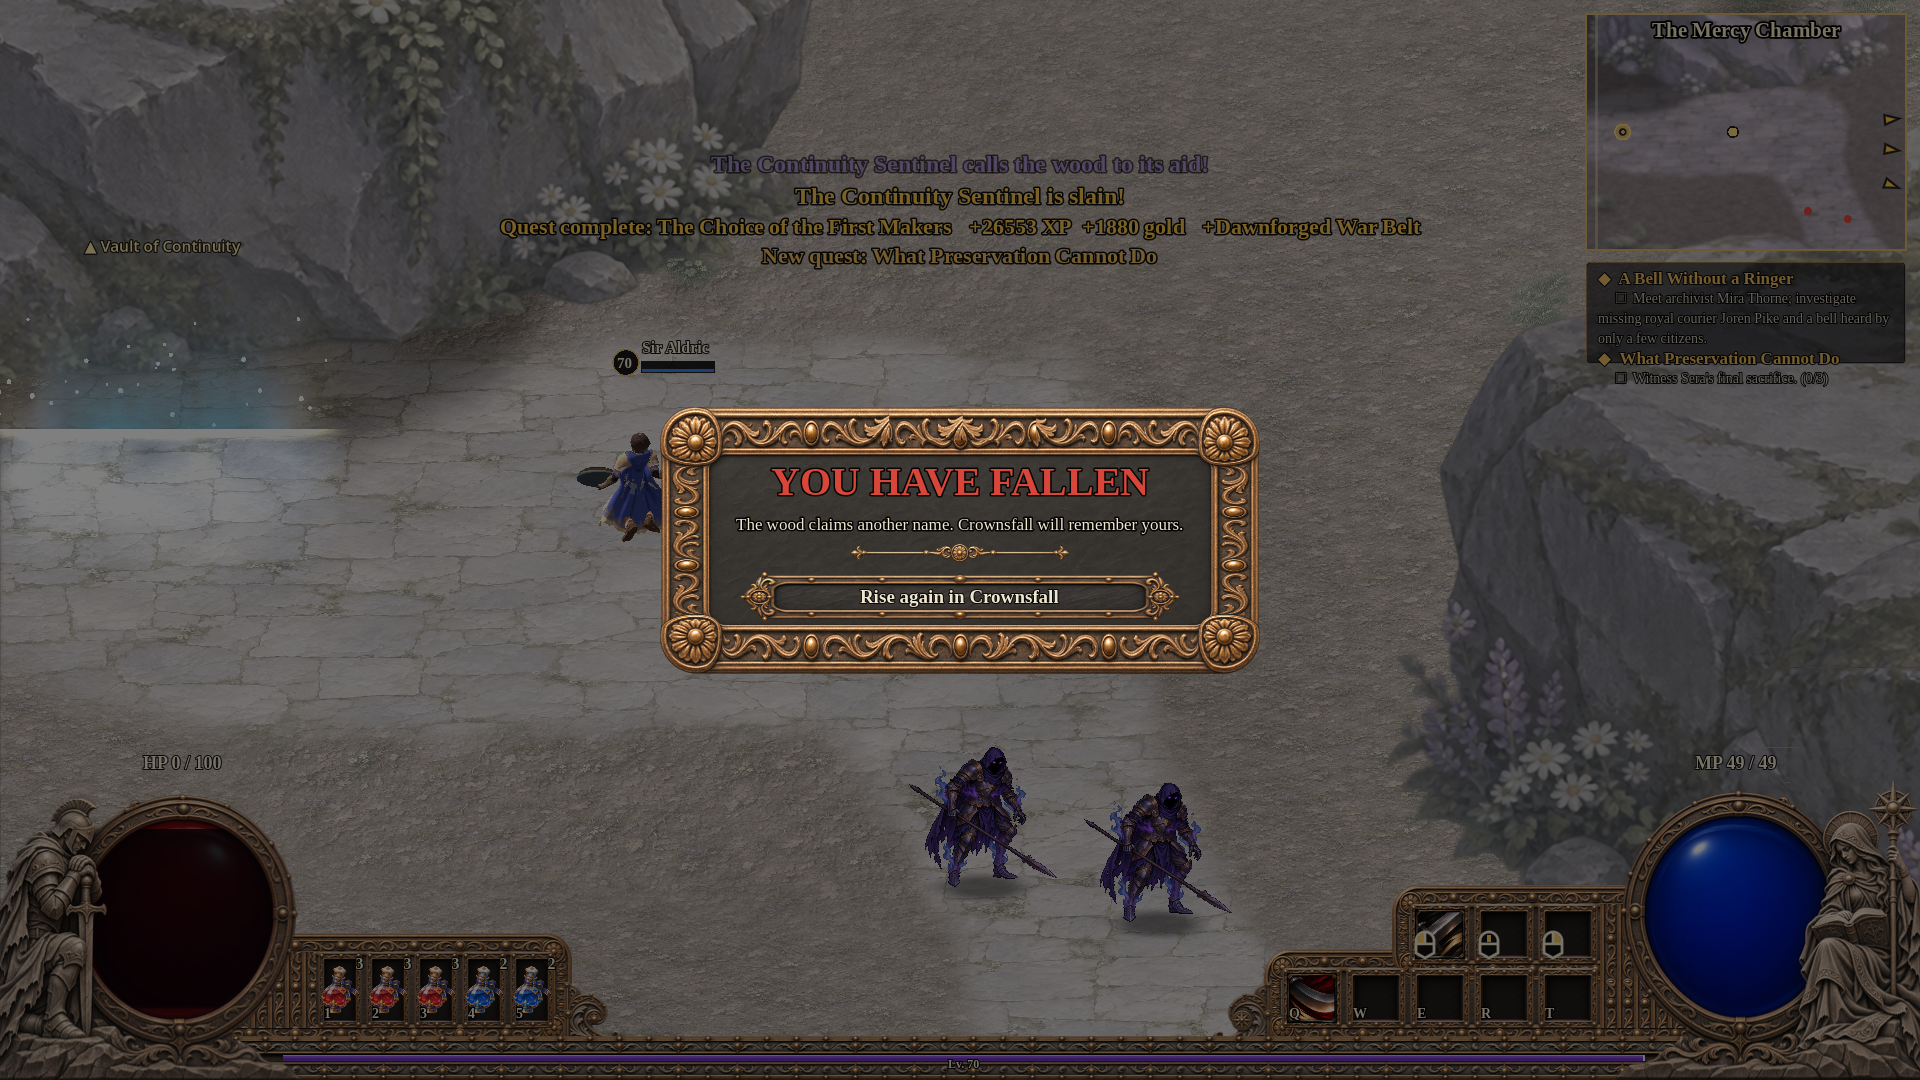 The Mercy Chamber
The Continuity Sentinel calls the wood to its aid!
The Continuity Sentinel is slain!
Quest complete: The Choice of the First Makers +26553 XP +1880 gold +Dawnforged War Belt
New quest: What Preservation Cannot Do
▲ Vault of Continuity
◆ A Bell Without a Ringer
Meet archivist Mira Thorne; investigate
missing royal courier Joren Pike and a bell heard by
only a few citizens.
◆ What Preservation Cannot Do
Witness Sera's final sacrifice. (0/3)
Sir Aldric
70
YOU HAVE FALLEN
The wood claims another name. Crownsfall will remember yours.
Rise again in Crownsfall
HP 0 / 100
MP 49 / 49
3 3 3 2 2
1 2 3 4 5
Q W E R T
Lv. 70